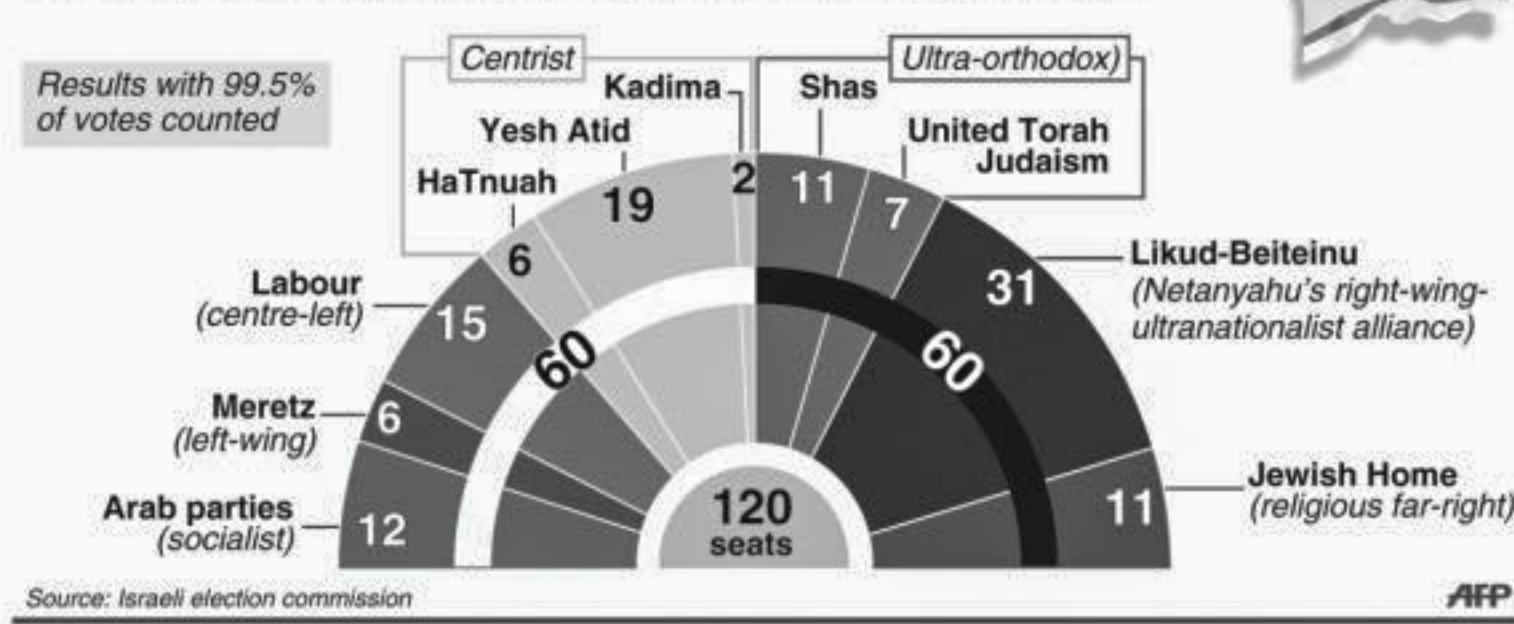 Results with 99.5%
of votes counted
Centrist
Ultra-orthodox)
Kadima
Shas
Yesh Atid
United Torah
Judaism
HaTnuah
2
11
7
19
6
Likud-Beiteinu
(Netanyahu's right-wing-
ultranationalist alliance)
31
Labour
(centre-left)
15
60
60
Meretz
(left-wing)
6
Jewish Home
(religious far-right)
11
Arab parties
(socialist)
12
120
seats
Source: Israeli election commission
AFP